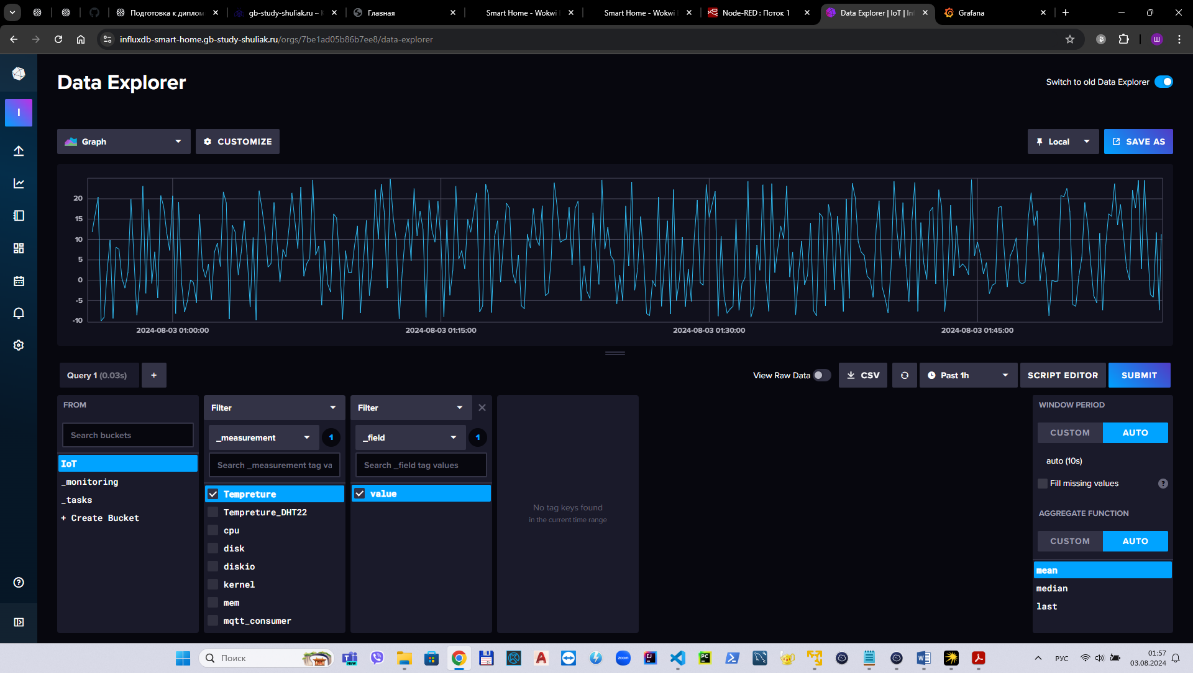 Подготовка к диплом
gb-study-shuliak.ru –
Главная
Smart Home - Wokwi
Smart Home - Wokwi
Node-RED : Поток 1
Data Explorer | IoT | In
Grafana
influxdb-smart-home.gb-study-shuliak.ru/orgs/7be1ad05b86b7ee8/data-explorer
Data Explorer
Switch to old Data Explorer
I
Graph
CUSTOMIZE
Local
SAVE AS
20
15
10
5
0
-5
-10
2024-08-03 01:00:00
2024-08-03 01:15:00
2024-08-03 01:30:00
2024-08-03 01:45:00
Query 1 (0.03s)
+
View Raw Data
CSV
Past 1h
SCRIPT EDITOR
SUBMIT
FROM
Search buckets
IoT
_monitoring
_tasks
+ Create Bucket
Filter
_measurement
1
Search _measurement tag va
Tempreture
Tempreture_DHT22
cpu
disk
diskio
kernel
mem
mqtt_consumer
Filter
_field
1
Search _field tag values
value
No tag keys found
in the current time range
WINDOW PERIOD
CUSTOM
AUTO
auto (10s)
Fill missing values
AGGREGATE FUNCTION
CUSTOM
AUTO
mean
median
last
Поиск
РУС
01:57
03.08.2024